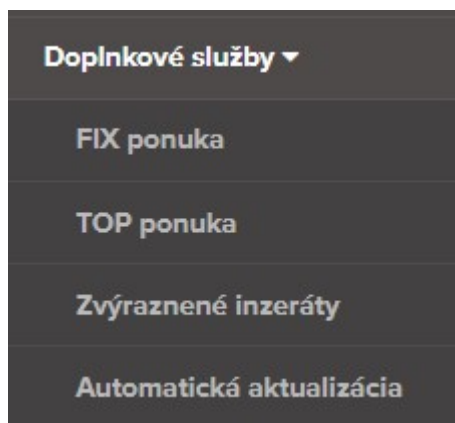 Doplnkové služby
FIX ponuka
TOP ponuka
Zvýraznené inzeráty
Automatická aktualizácia